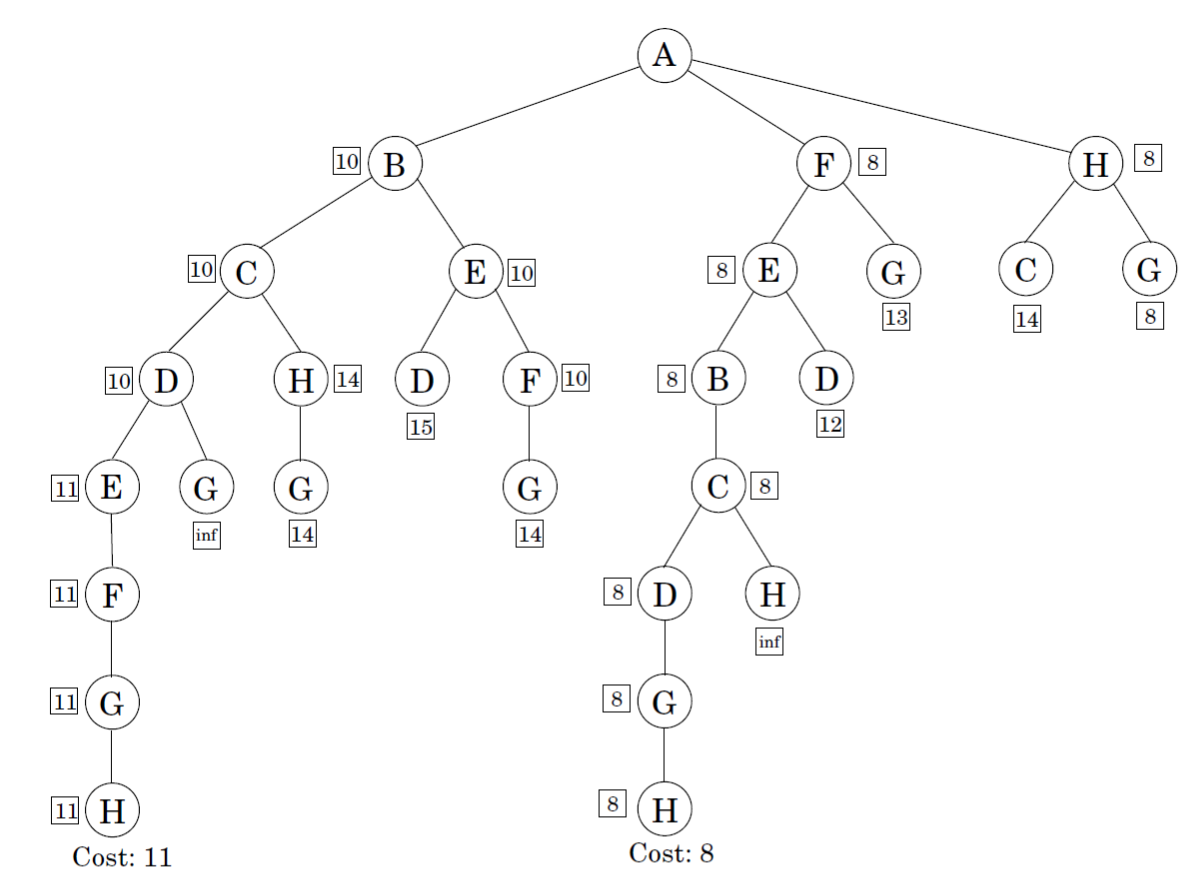 A
10 B
F 8
H 8
10 C
E 10
8 E
G
13
C
14
G
8
10 D
H 14
D
15
F 10
8 B
D
12
11 E
G
inf
G
14
G
14
C 8
11 F
8 D
H
inf
11 G
8 G
11 H
8 H
Cost: 11
Cost: 8